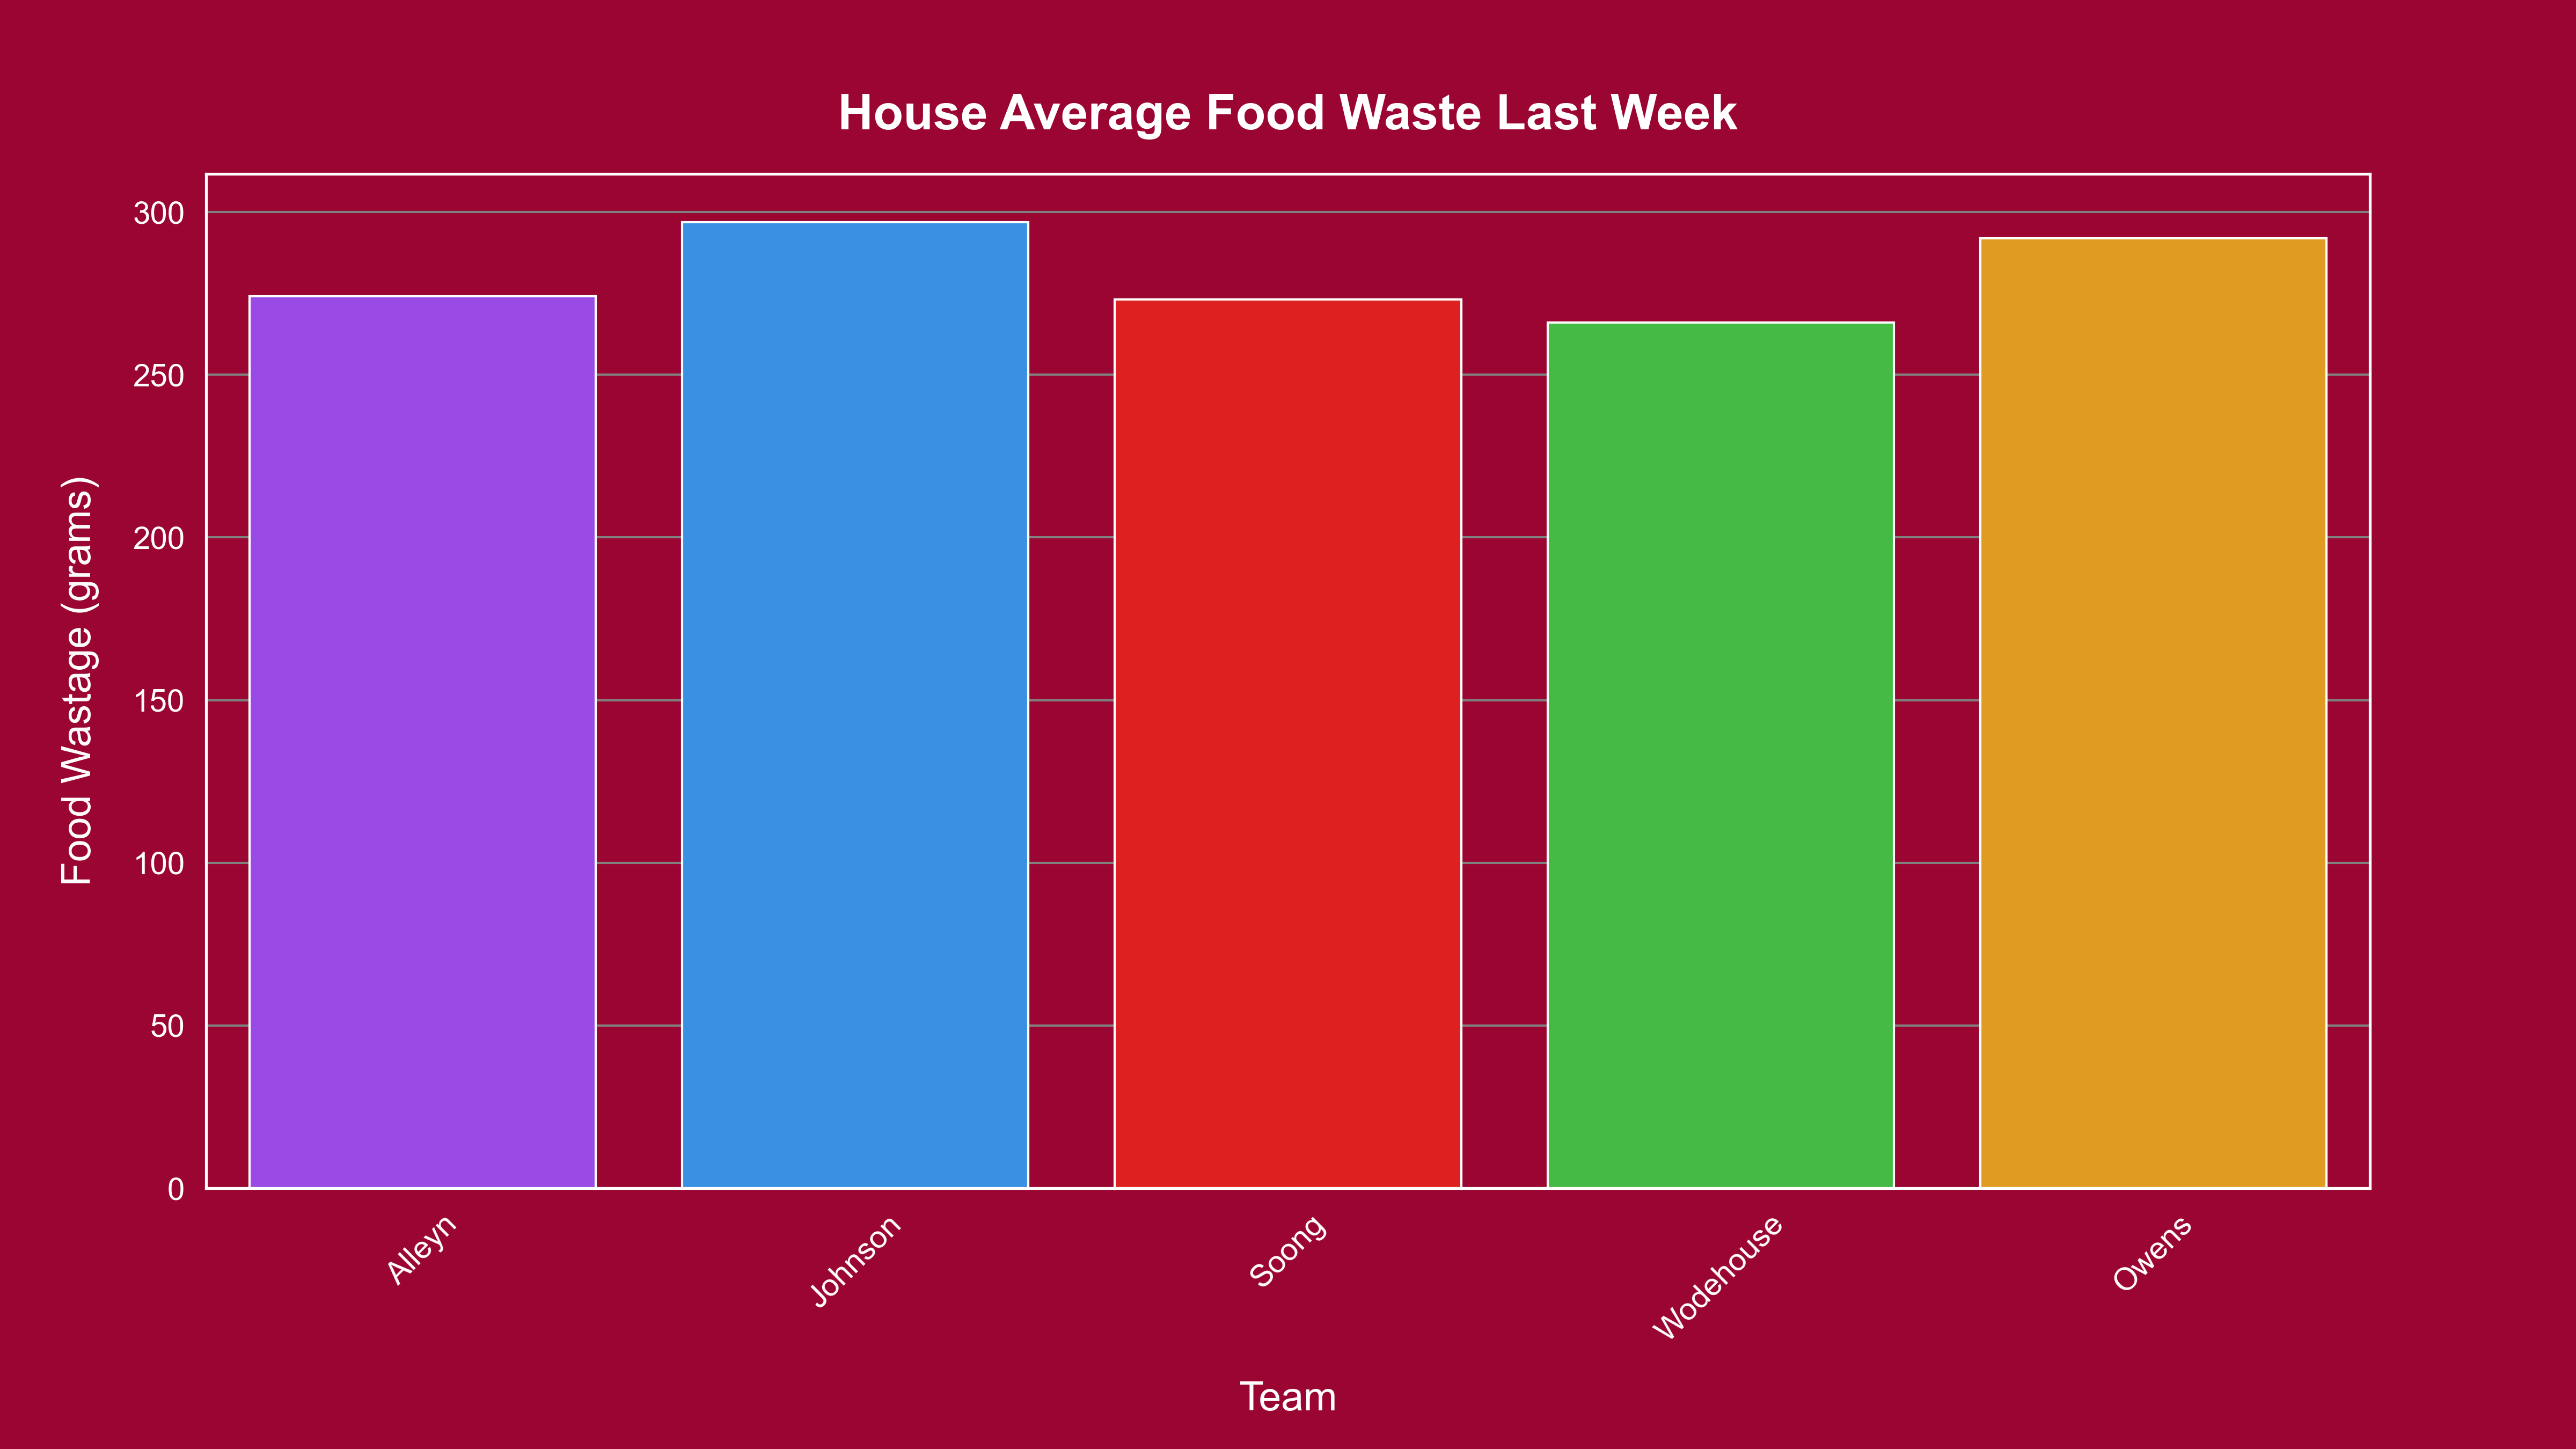 House Average Food Waste Last Week
Food Wastage (grams)
300
250
200
150
100
50
0
Alleyn
Johnson
Soong
Wodehouse
Owens
Team